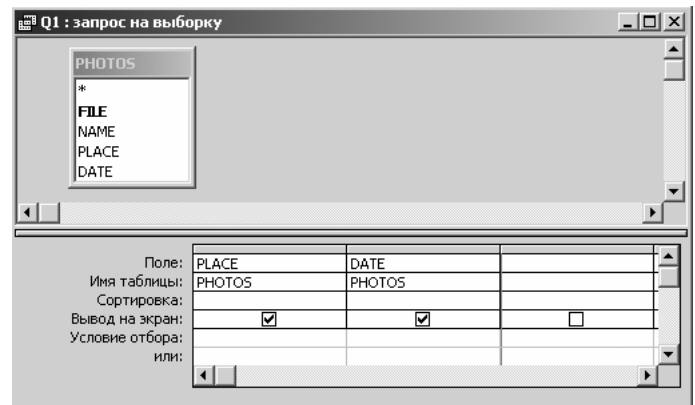 Q1 : запрос на выборку
PHOTOS
*
FILE
NAME
PLACE
DATE
Поле: PLACE DATE
Имя таблицы: PHOTOS PHOTOS
Сортировка:
Вывод на экран:
Условие отбора:
или: